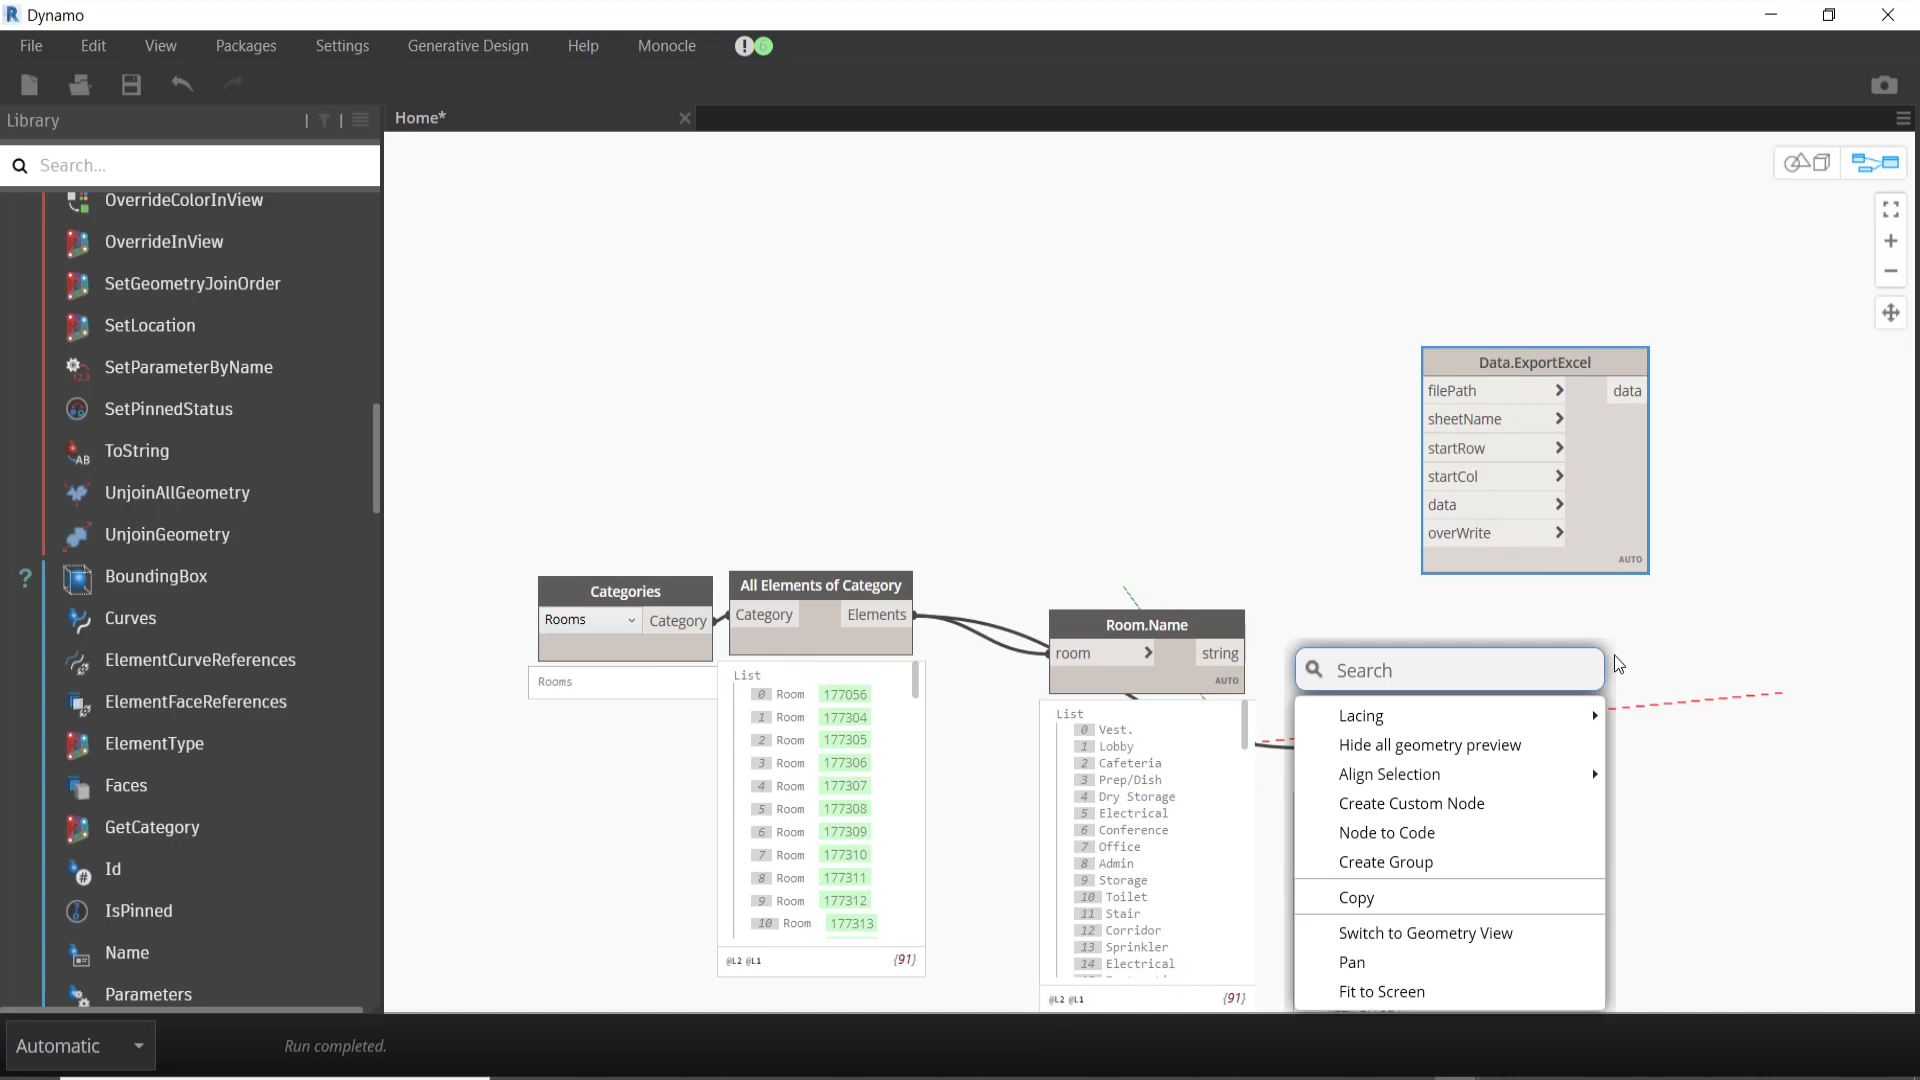 Dynamo
File Edit View Packages Settings Generative Design Help Monocle ! 6
Library
Home*
Search...
OverrideColorInView
OverrideInView
SetGeometryJoinOrder
SetLocation
SetParameterByName
SetPinnedStatus
ToString
UnjoinAllGeometry
UnjoinGeometry
? BoundingBox
Curves
ElementCurveReferences
ElementFaceReferences
ElementType
Faces
GetCategory
Id
IsPinned
Name
Parameters
Data.ExportExcel
filePath > data
sheetName >
startRow >
startCol >
data >
overWrite >
AUTO
Categories
Rooms Category
Rooms
All Elements of Category
Category Elements
List
0 Room 177056
1 Room 177304
2 Room 177305
3 Room 177306
4 Room 177307
5 Room 177308
6 Room 177309
7 Room 177310
8 Room 177311
9 Room 177312
10 Room 177313
@L2 @L1 {91}
Room.Name
room > string
AUTO
List
0 Vest.
1 Lobby
2 Cafeteria
3 Prep/Dish
4 Dry Storage
5 Electrical
6 Conference
7 Office
8 Admin
9 Storage
10 Toilet
11 Stair
12 Corridor
13 Sprinkler
14 Electrical
@L2 @L1 {91}
Search
Lacing
Hide all geometry preview
Align Selection
Create Custom Node
Node to Code
Create Group
Copy
Switch to Geometry View
Pan
Fit to Screen
Automatic
Run completed.